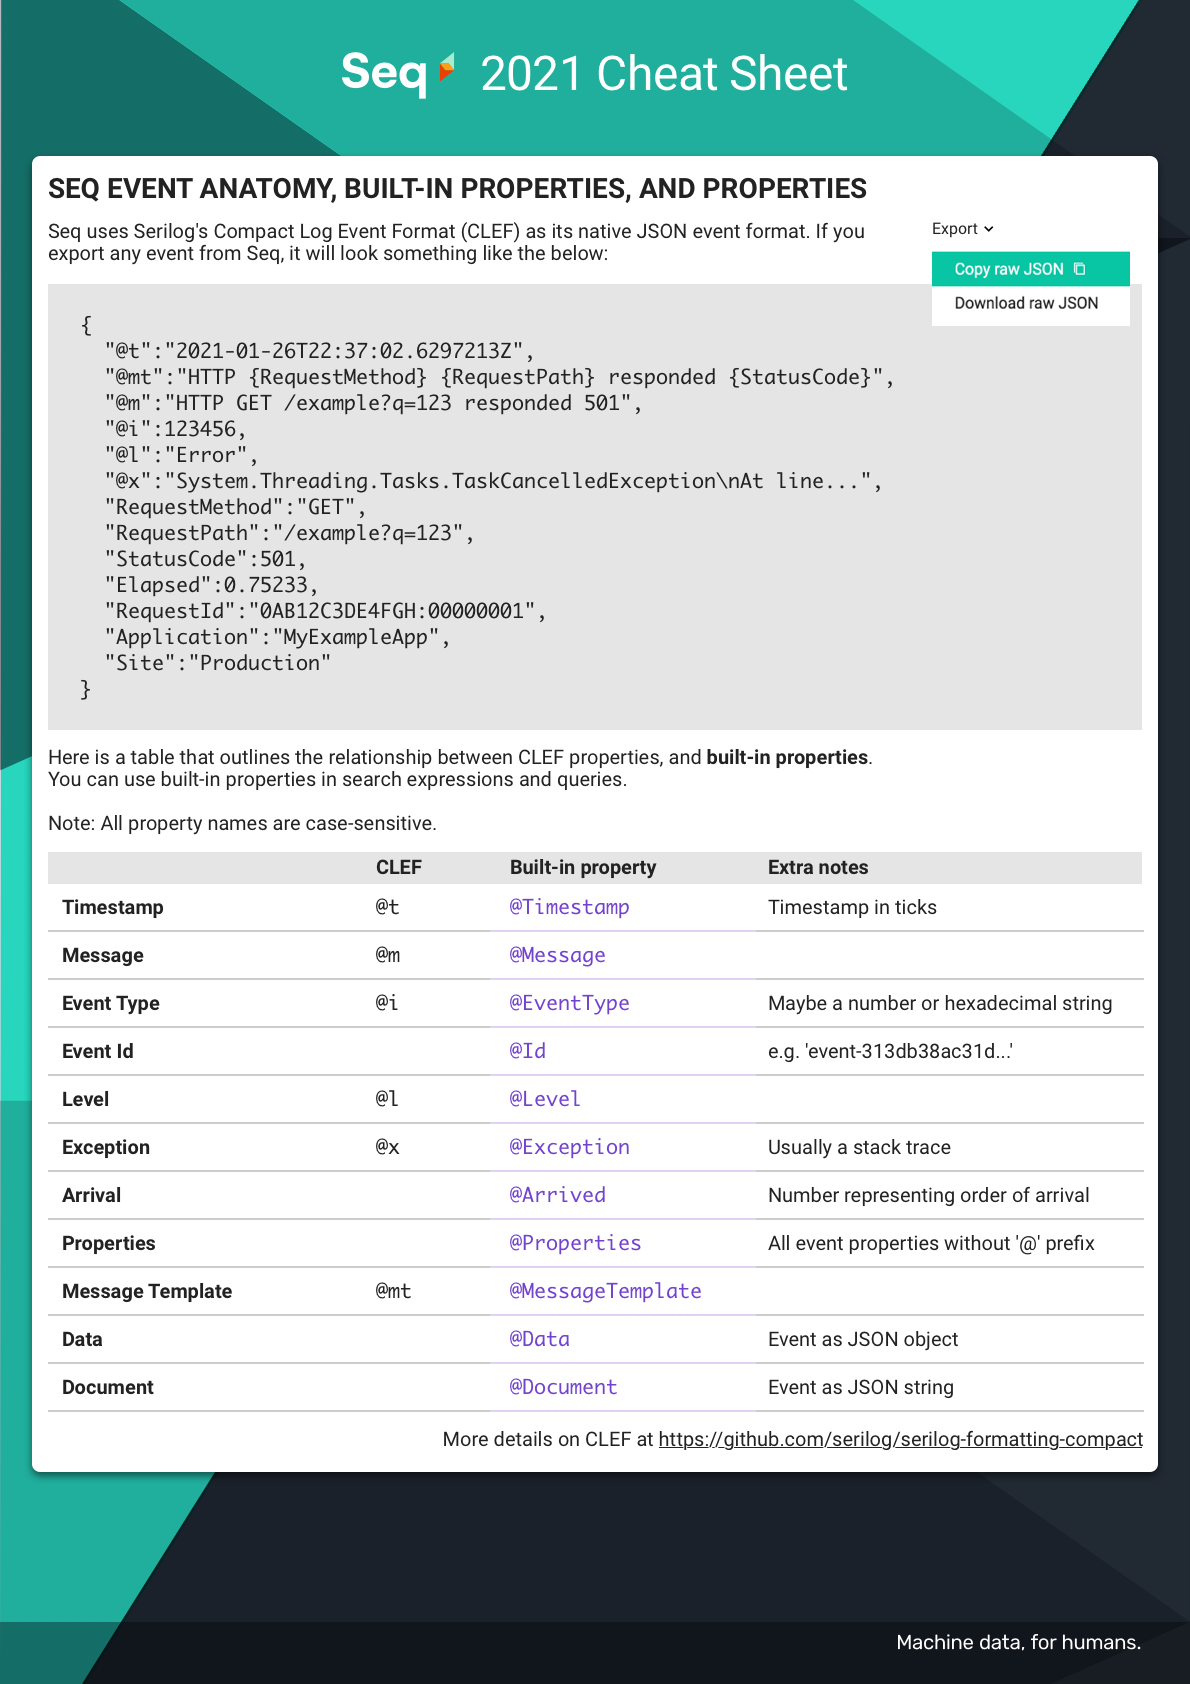 Seq 2021 Cheat Sheet
SEQ EVENT ANATOMY, BUILT-IN PROPERTIES, AND PROPERTIES
Seq uses Serilog's Compact Log Event Format (CLEF) as its native JSON event format. If you
export any event from Seq, it will look something like the below:
Export
Copy raw JSON
Download raw JSON
{
  "@t":"2021-01-26T22:37:02.6297213Z",
  "@mt":"HTTP {RequestMethod} {RequestPath} responded {StatusCode}",
  "@m":"HTTP GET /example?q=123 responded 501",
  "@i":123456,
  "@l":"Error",
  "@x":"System.Threading.Tasks.TaskCancelledException\nAt line...",
  "RequestMethod":"GET",
  "RequestPath":"/example?q=123",
  "StatusCode":501,
  "Elapsed":0.75233,
  "RequestId":"0AB12C3DE4FGH:00000001",
  "Application":"MyExampleApp",
  "Site":"Production"
}
Here is a table that outlines the relationship between CLEF properties, and built-in properties.
You can use built-in properties in search expressions and queries.
Note: All property names are case-sensitive.
CLEF Built-in property Extra notes
Timestamp @t @Timestamp Timestamp in ticks
Message @m @Message
Event Type @i @EventType Maybe a number or hexadecimal string
Event Id @Id e.g. 'event-313db38ac31d...'
Level @l @Level
Exception @x @Exception Usually a stack trace
Arrival @Arrived Number representing order of arrival
Properties @Properties All event properties without '@' prefix
Message Template @mt @MessageTemplate
Data @Data Event as JSON object
Document @Document Event as JSON string
More details on CLEF at https://github.com/serilog/serilog-formatting-compact
Machine data, for humans.